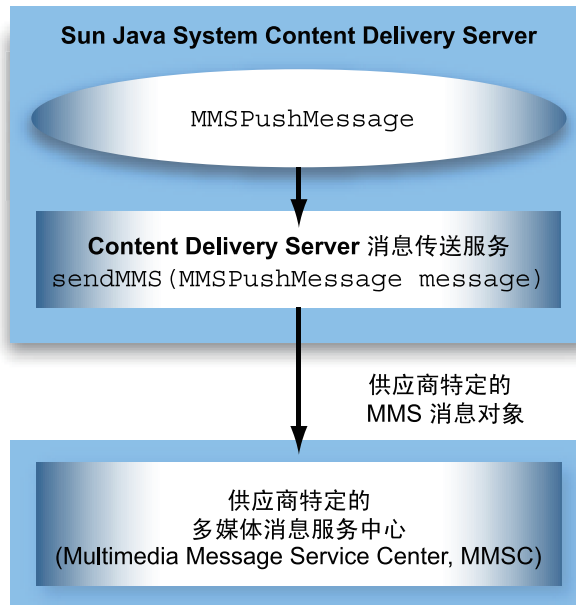 Sun Java System Content Delivery Server
MMSPushMessage
Content Delivery Server 消息传送服务
sendMMS(MMSPushMessage message)
供应商特定的
MMS 消息对象
供应商特定的
多媒体消息服务中心
(Multimedia Message Service Center, MMSC)